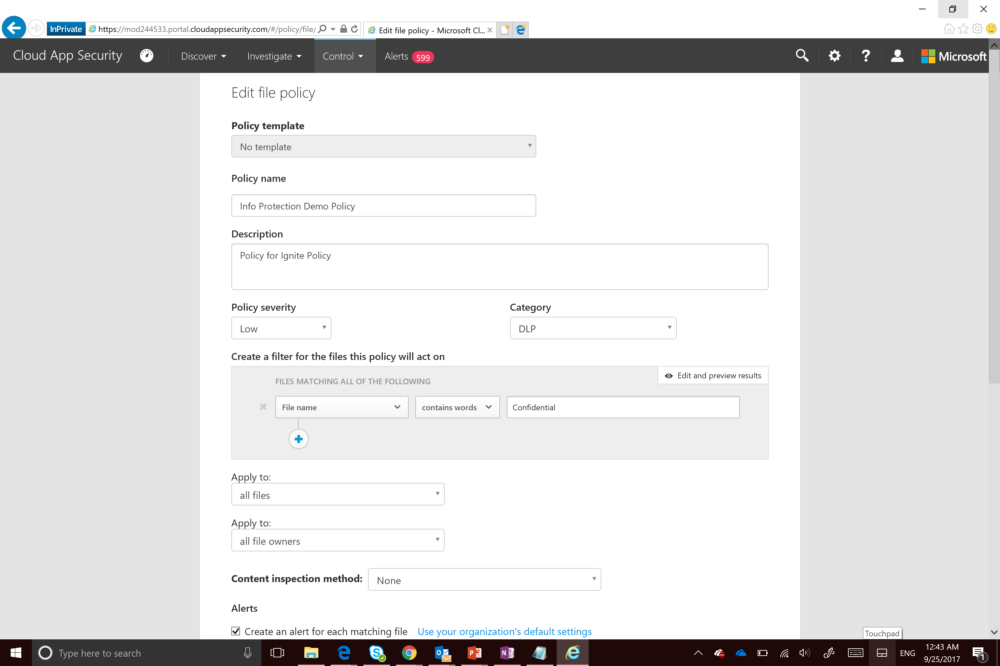 InPrivate https://mod244533.portal.cloudappsecurity.com/#/policy/file/ Edit file policy - Microsoft Cl...
Cloud App Security Discover Investigate Control Alerts 599 ? Microsoft
Edit file policy
Policy template
No template
Policy name
Info Protection Demo Policy
Description
Policy for Ignite Policy
Policy severity Category
Low DLP
Create a filter for the files this policy will act on
Edit and preview results
FILES MATCHING ALL OF THE FOLLOWING
File name contains words Confidential
Apply to:
all files
Apply to:
all file owners
Content inspection method: None
Alerts
Create an alert for each matching file Use your organization's default settings
Touchpad
Type here to search ENG 12:43 AM
9/25/2017 1